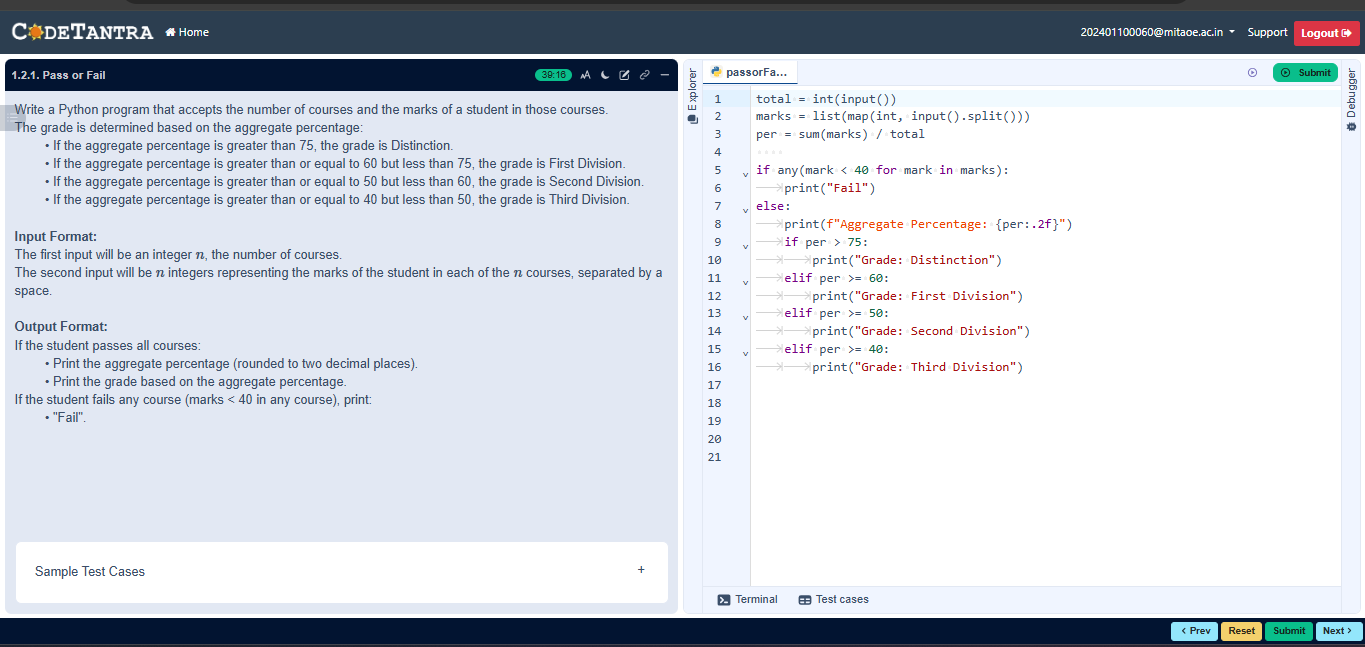 CODETANTRA Home 202401100060@mitaoe.ac.in Support Logout
1.2.1. Pass or Fail 39:16 AA
Write a Python program that accepts the number of courses and the marks of a student in those courses.
The grade is determined based on the aggregate percentage:
• If the aggregate percentage is greater than 75, the grade is Distinction.
• If the aggregate percentage is greater than or equal to 60 but less than 75, the grade is First Division.
• If the aggregate percentage is greater than or equal to 50 but less than 60, the grade is Second Division.
• If the aggregate percentage is greater than or equal to 40 but less than 50, the grade is Third Division.
Input Format:
The first input will be an integer n, the number of courses.
The second input will be n integers representing the marks of the student in each of the n courses, separated by a
space.
Output Format:
If the student passes all courses:
• Print the aggregate percentage (rounded to two decimal places).
• Print the grade based on the aggregate percentage.
If the student fails any course (marks < 40 in any course), print:
• "Fail".
Sample Test Cases +
Explorer
passorFa... Submit
1 total = int(input())
2 marks = list(map(int, input().split()))
3 per = sum(marks) / total
4
5 if any(mark < 40 for mark in marks):
6 print("Fail")
7 else:
8 print(f"Aggregate Percentage: {per:.2f}")
9 if per > 75:
10 print("Grade: Distinction")
11 elif per >= 60:
12 print("Grade: First Division")
13 elif per >= 50:
14 print("Grade: Second Division")
15 elif per >= 40:
16 print("Grade: Third Division")
17
18
19
20
21
Debugger
Terminal Test cases
< Prev Reset Submit Next >